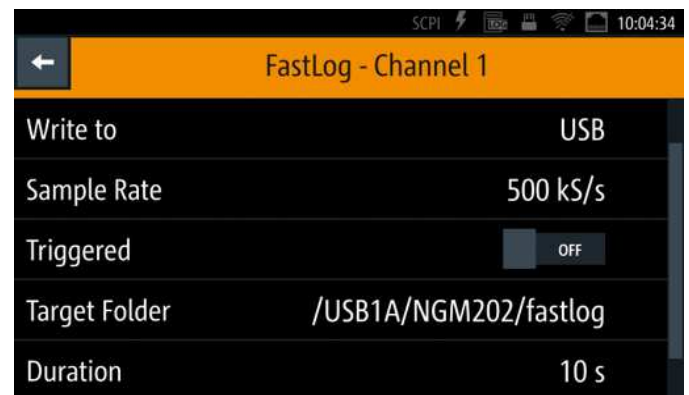 SCPI LOG 10:04:34
FastLog - Channel 1
Write to USB
Sample Rate 500 kS/s
Triggered OFF
Target Folder /USB1A/NGM202/fastlog
Duration 10 s